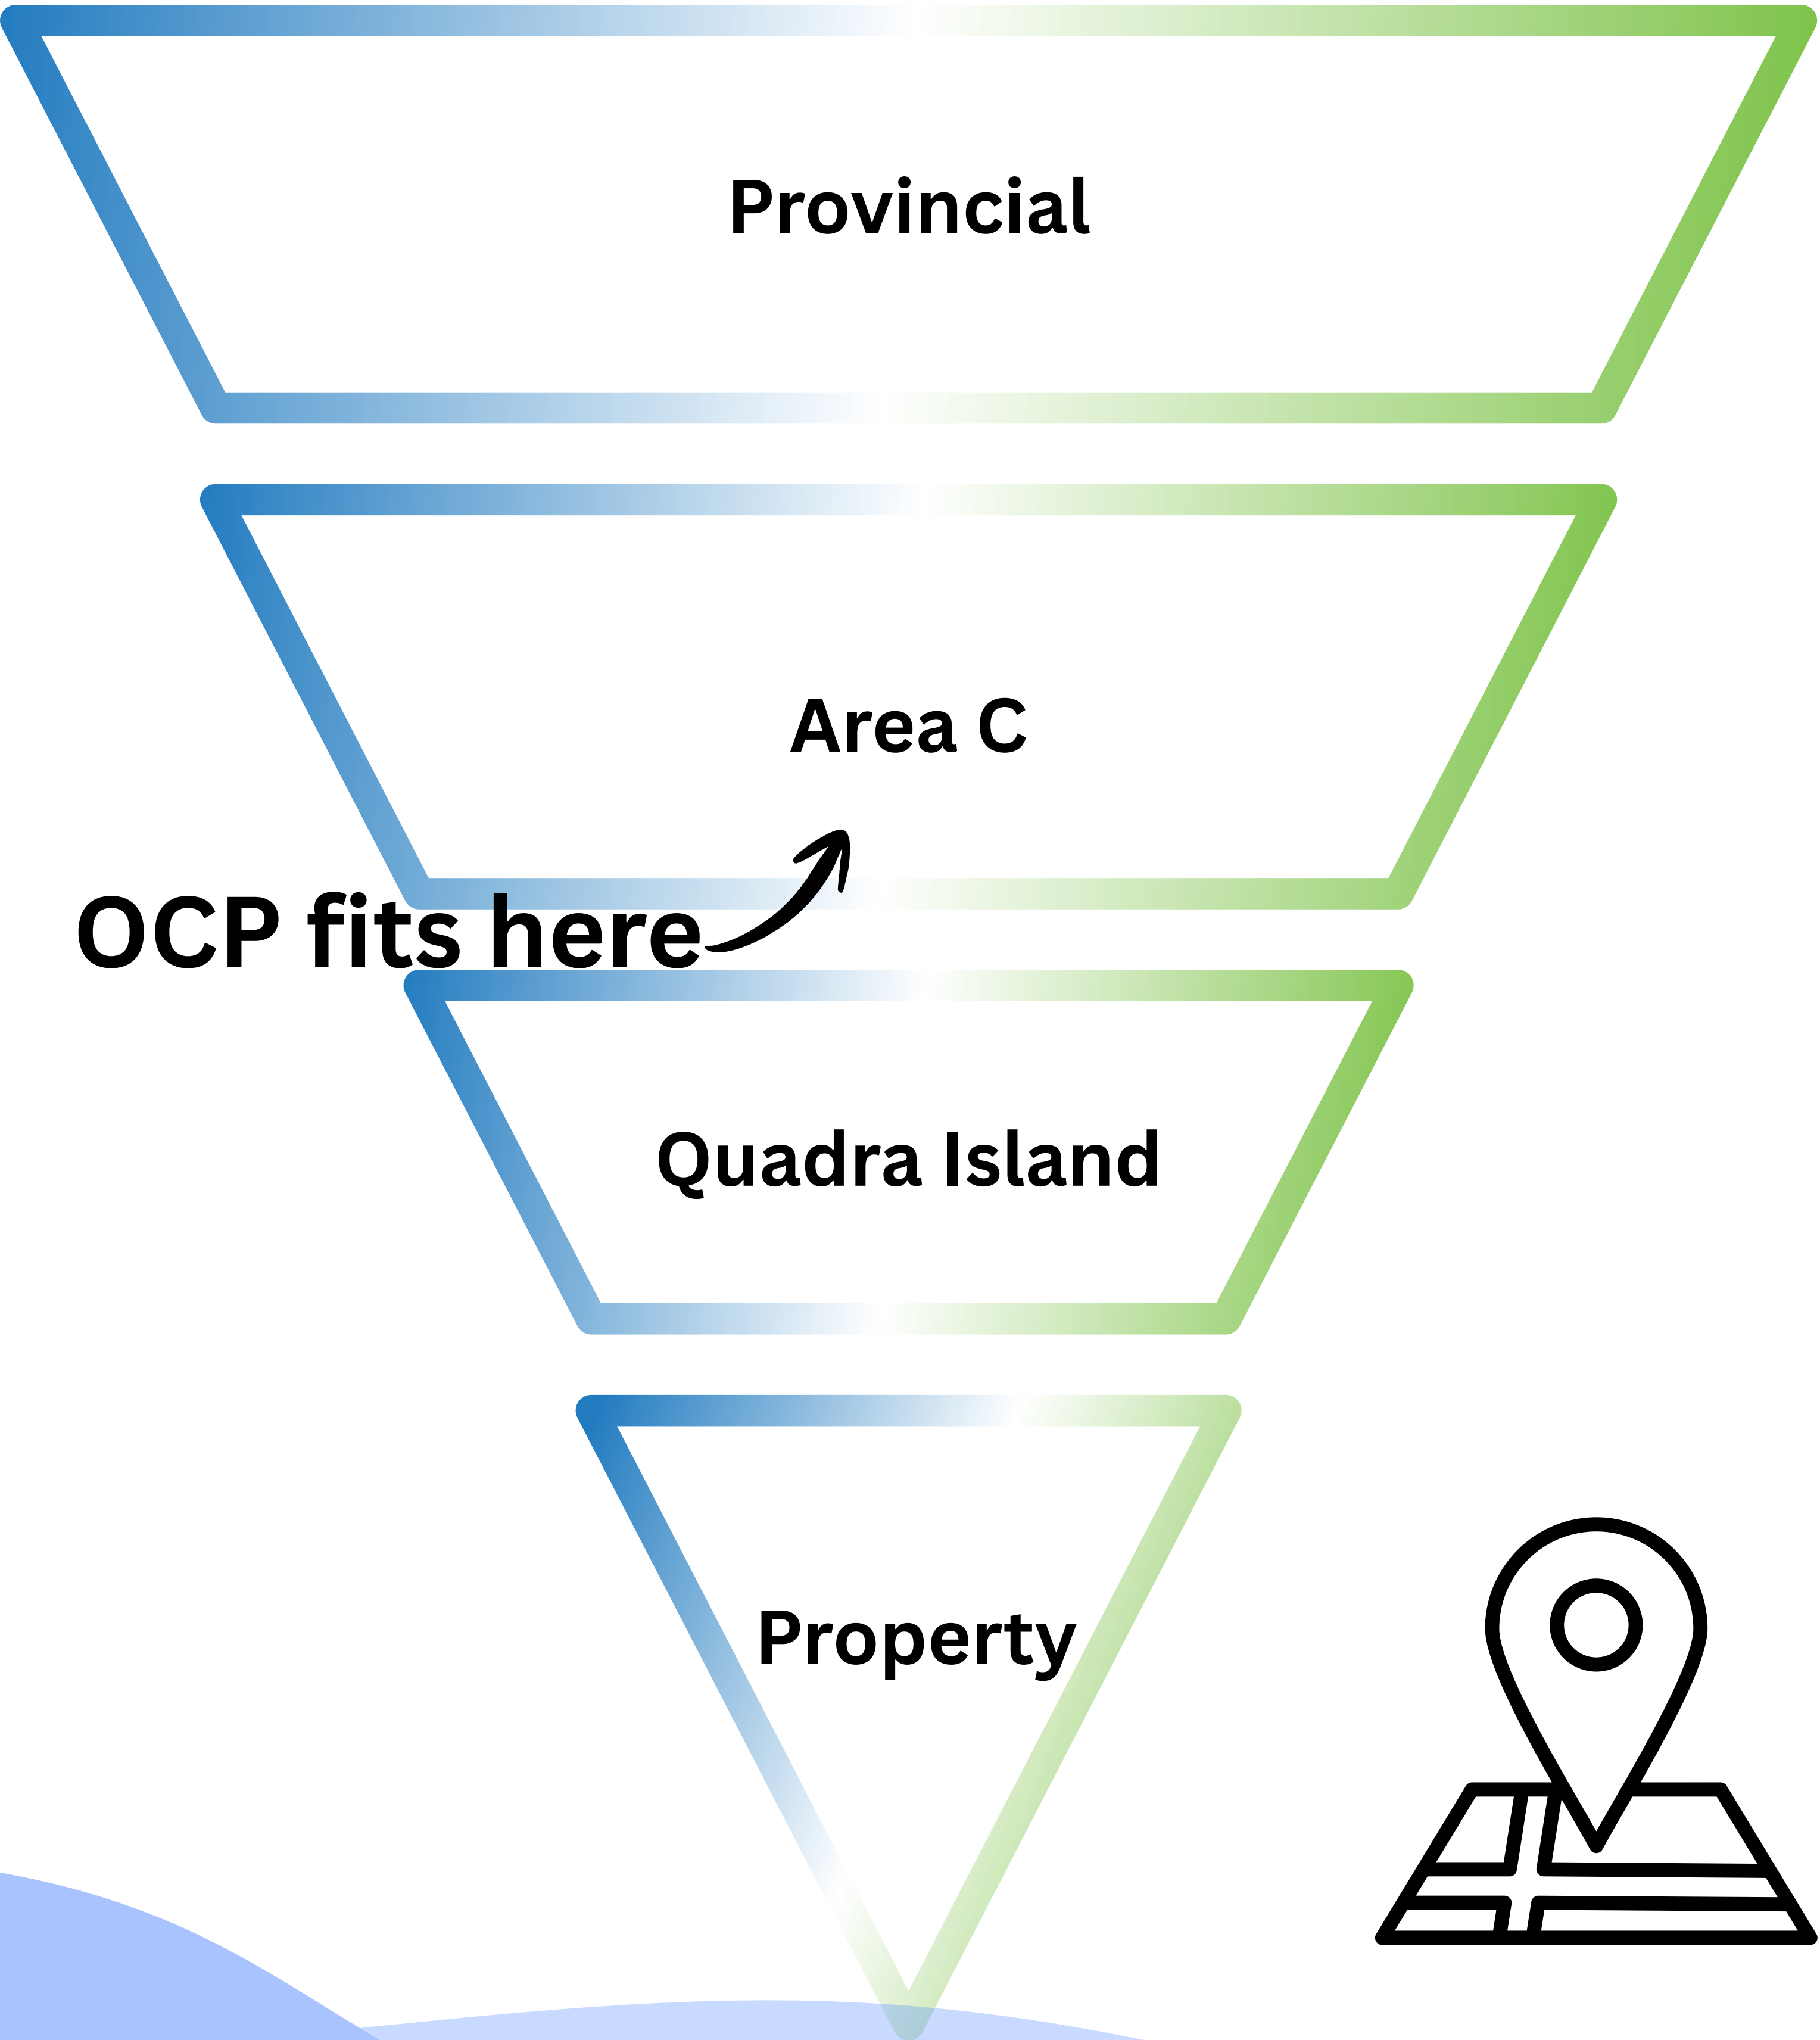 Provincial
Area C
OCP fits here
Quadra Island
Property